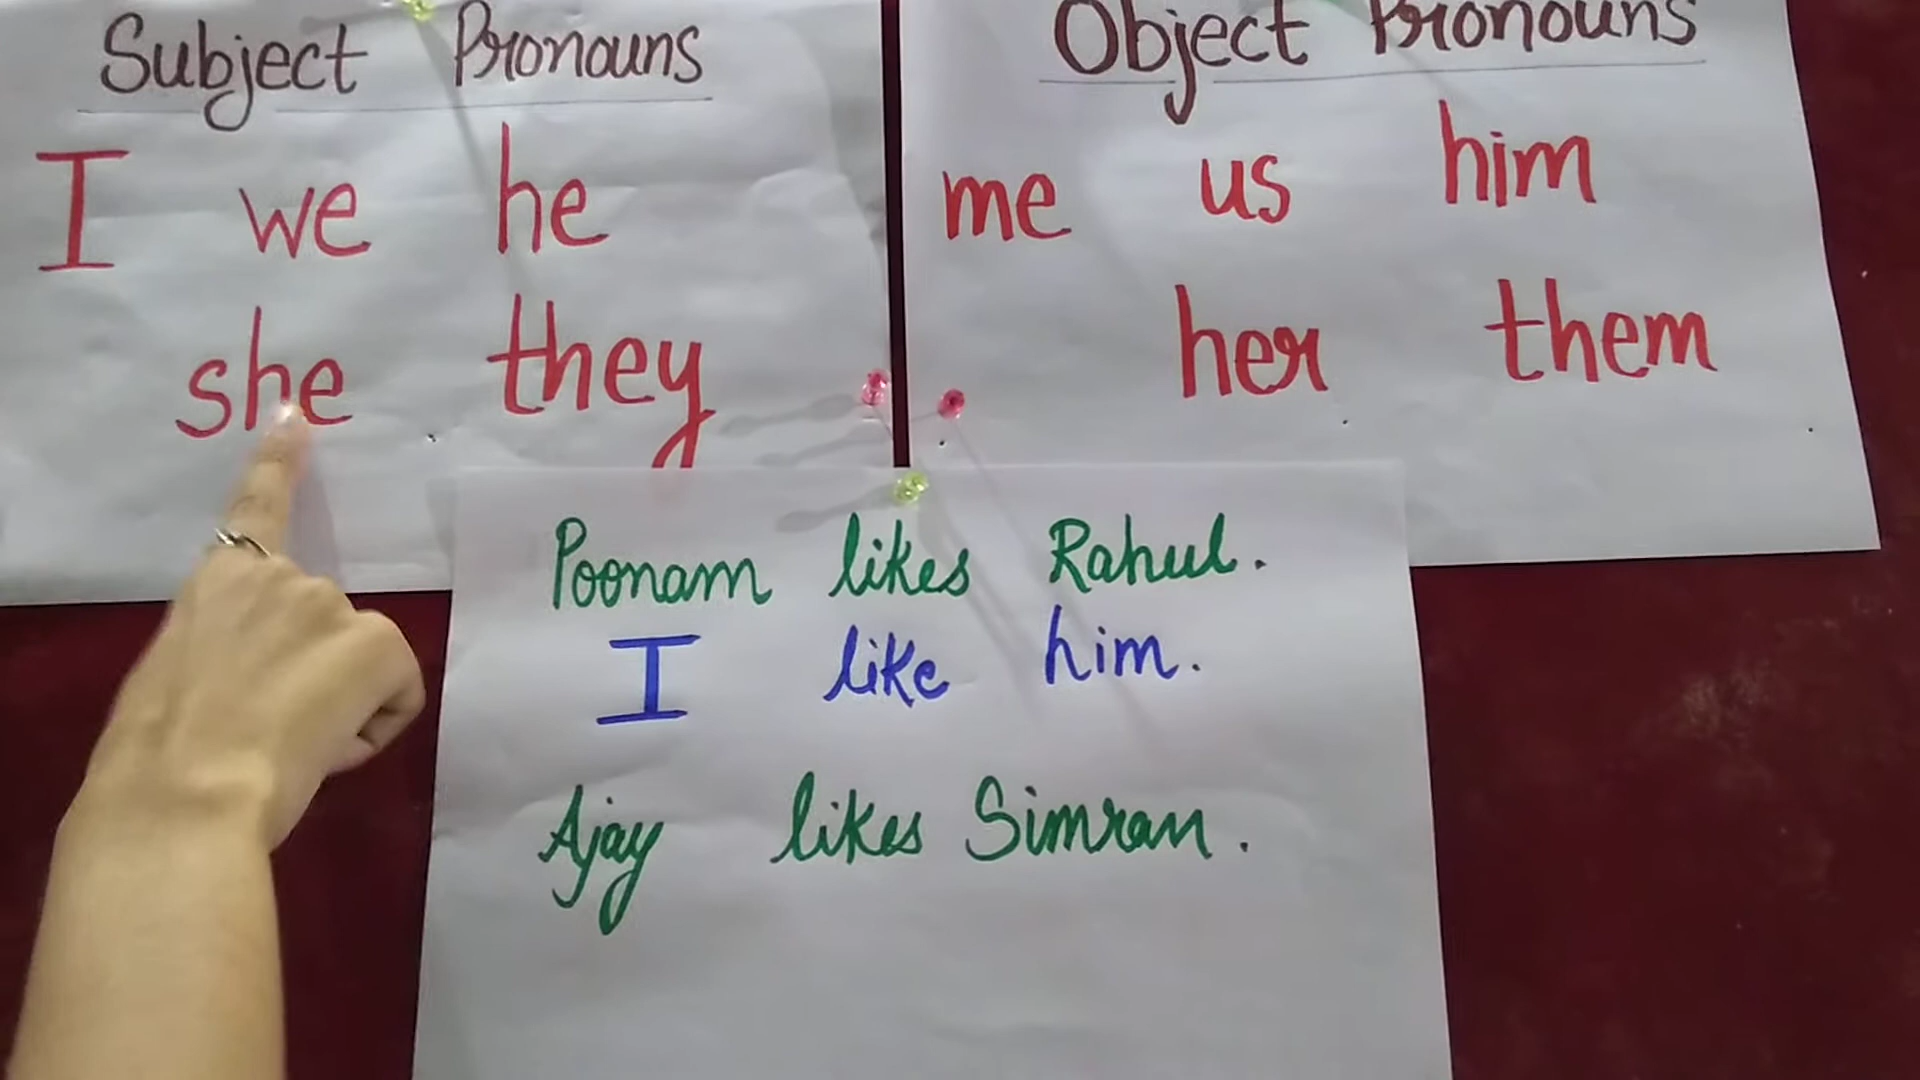 Subject Pronouns
I we he
she they
Object Pronouns
me us him
her them
Poonam likes Rahul.
I like him.
Ajay likes Simran.